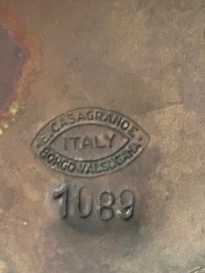 E. CASAGRANDE
ITALY
BORGO VALSUGANA
1089